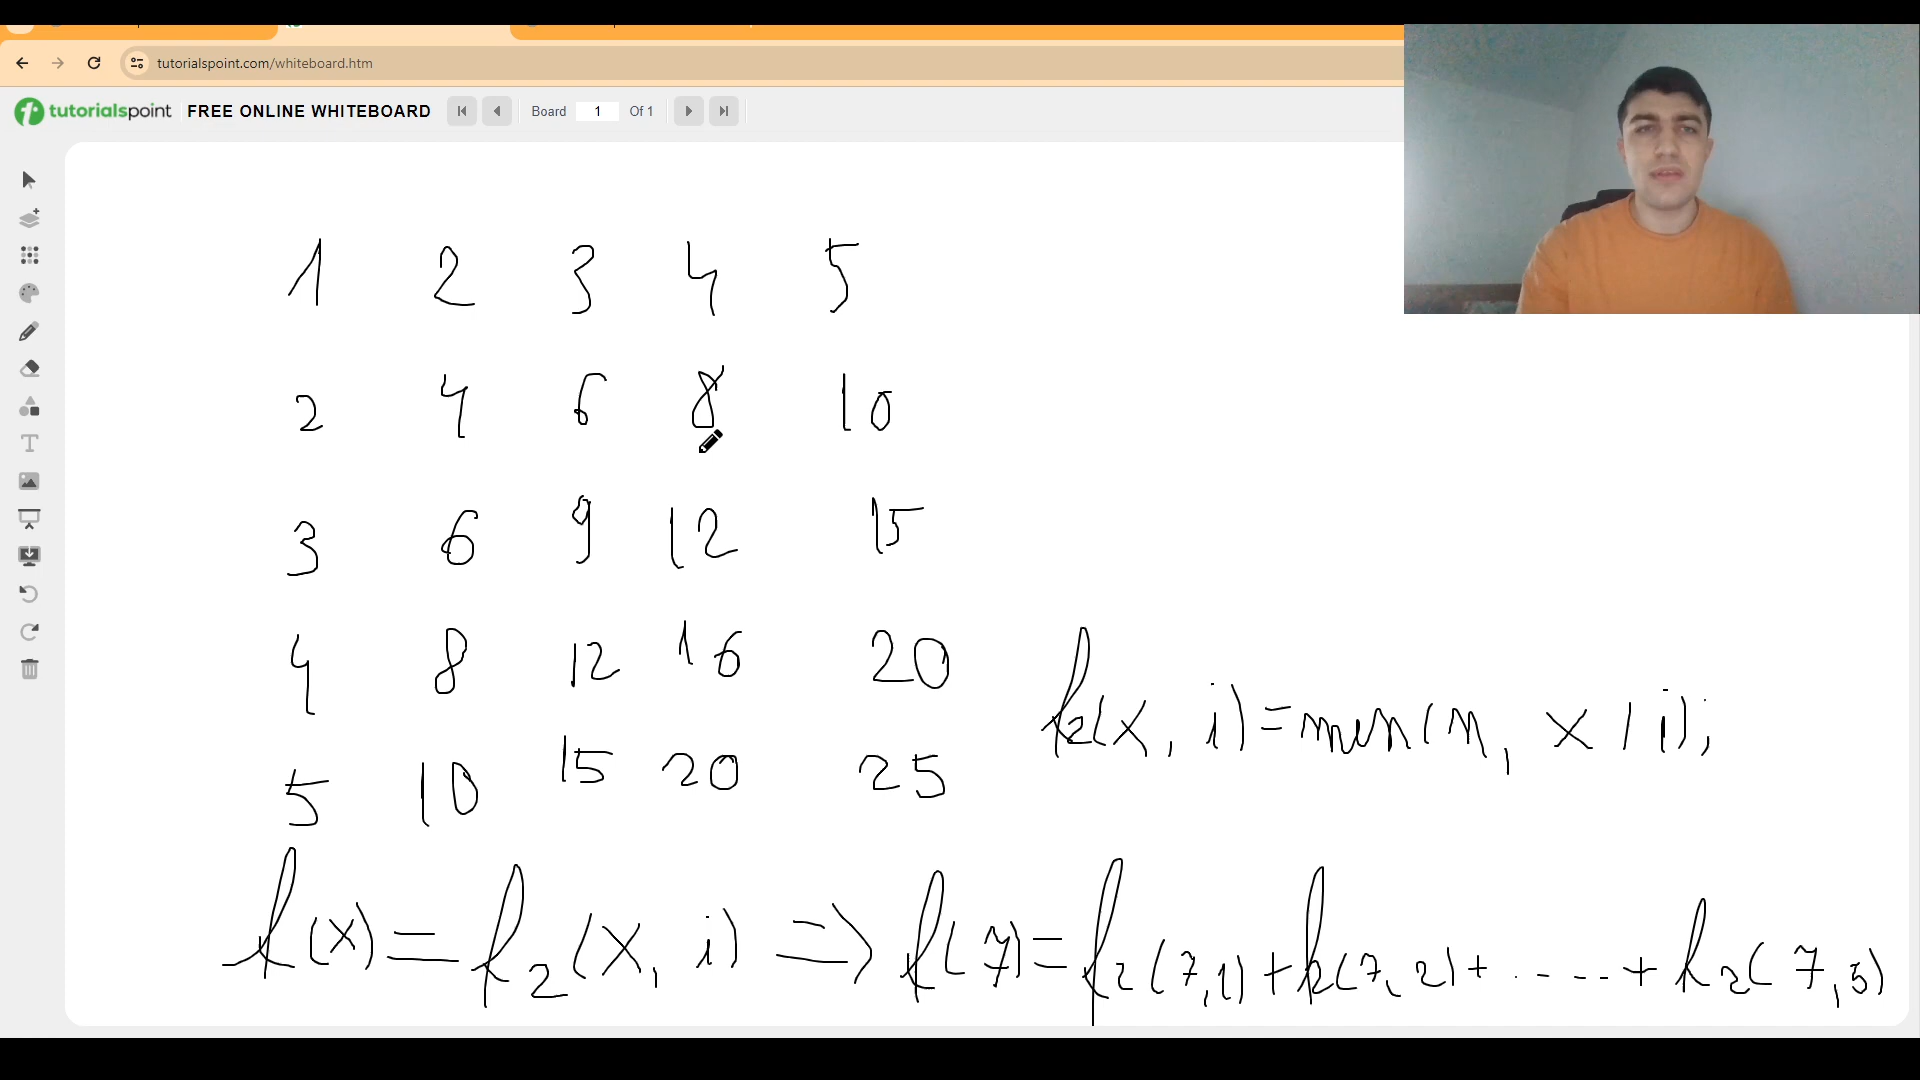 tutorialspoint.com/whiteboard.htm
tutorialspoint FREE ONLINE WHITEBOARD Board 1 Of 1
1 2 3 4 5
2 4 6 8 10
3 6 9 12 15
4 8 12 16 20
5 10 15 20 25
f2(x, i)=min(n, x/i);
f(x)=f2(x, i) => f(7)=f2(7,1)+f2(7,2)+.----+f2(7,5)